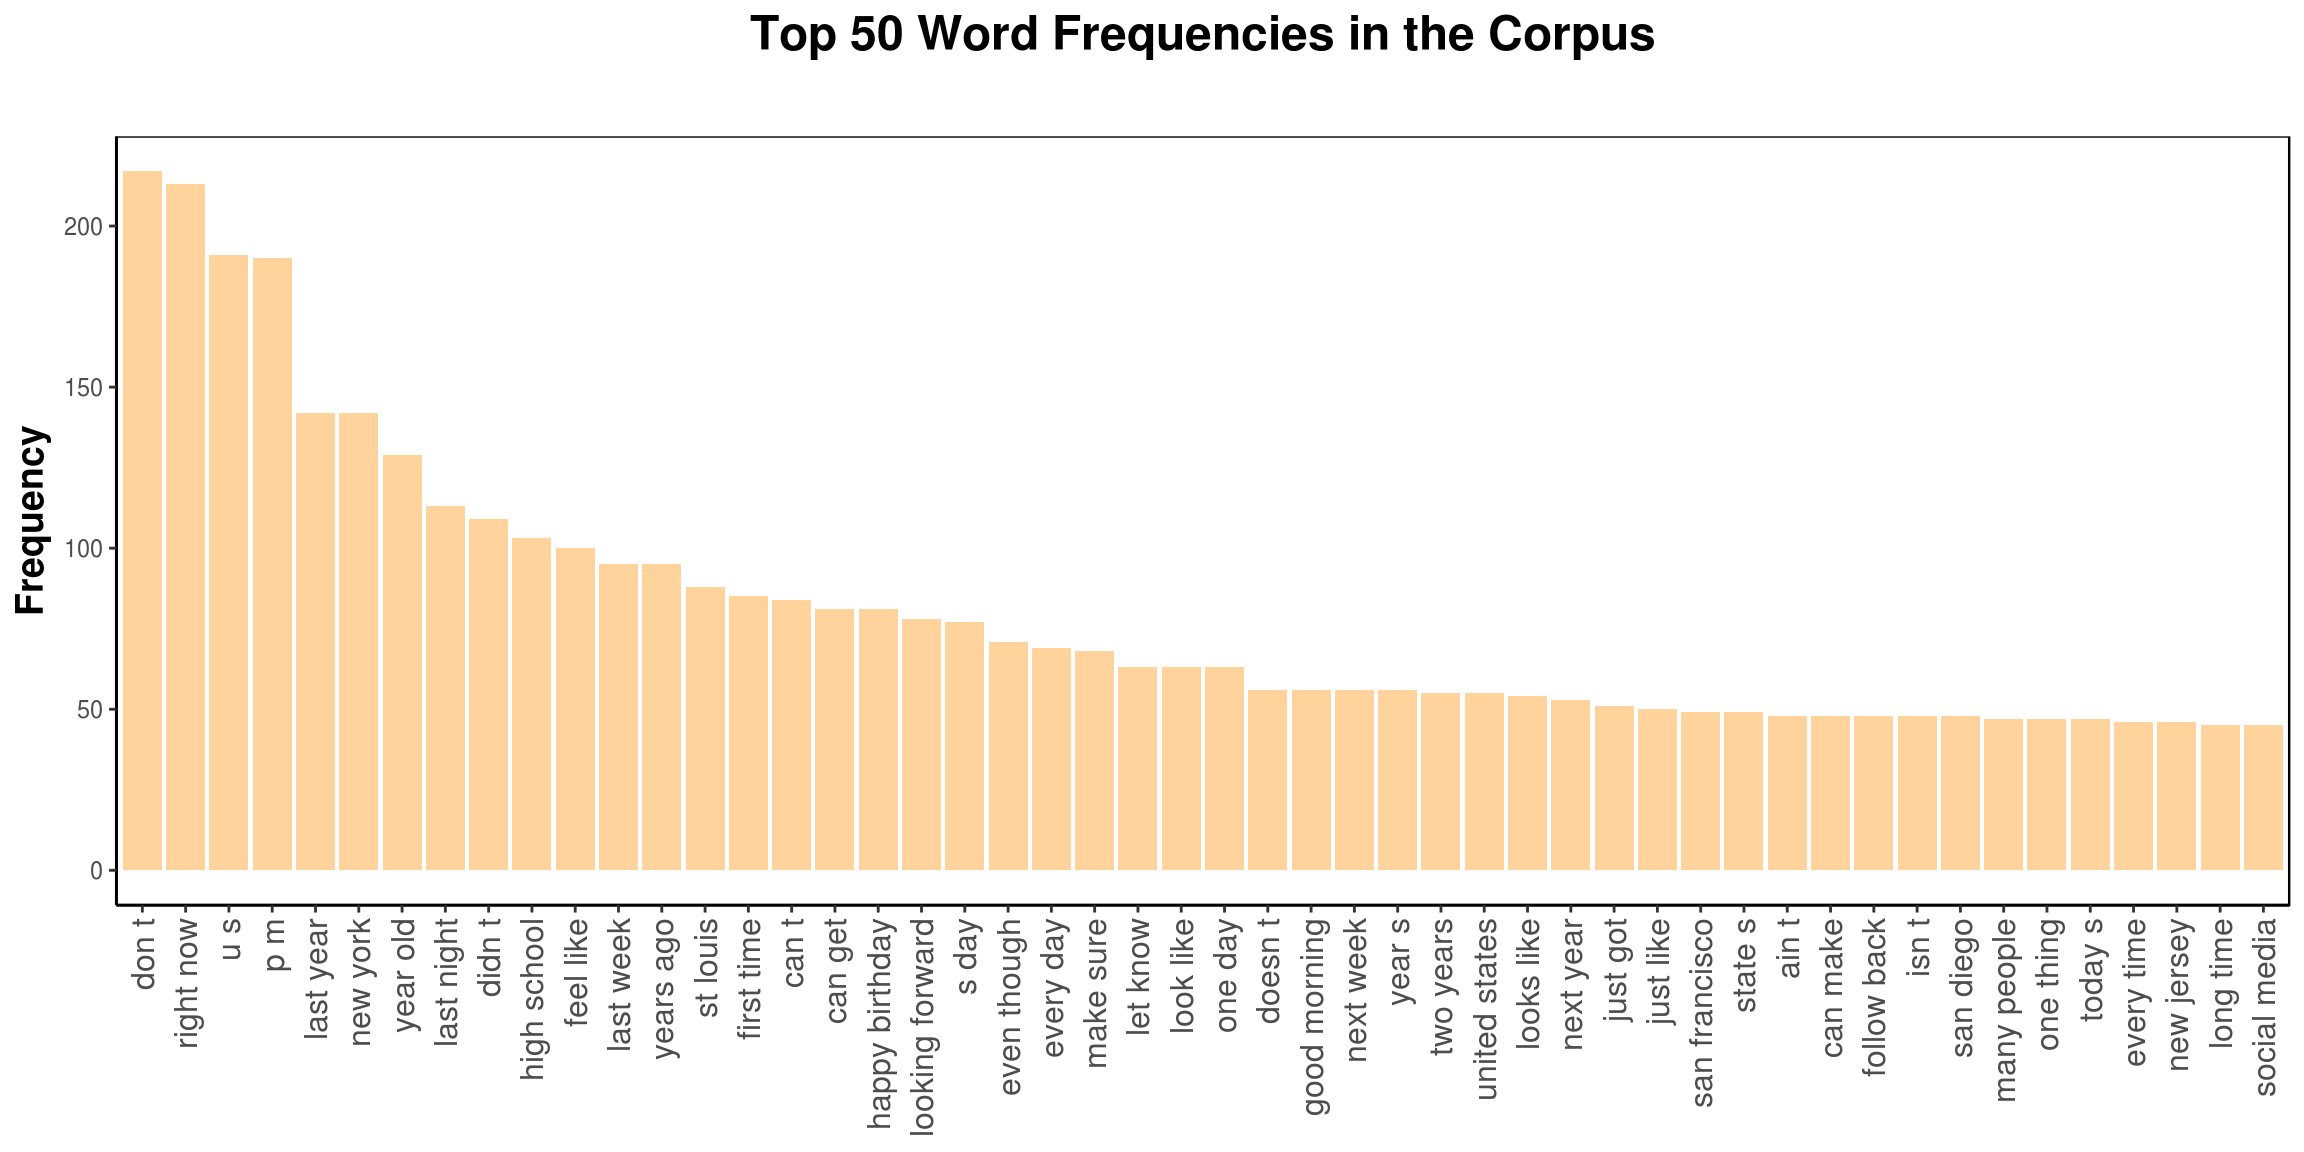 Top 50 Word Frequencies in the Corpus
Frequency
200
150
100
50
0
don t
right now
u s
p m
last year
new york
year old
last night
didn t
high school
feel like
last week
years ago
st louis
first time
can t
can get
happy birthday
looking forward
s day
even though
every day
make sure
let know
look like
one day
doesn t
good morning
next week
year s
two years
united states
looks like
next year
just got
just like
san francisco
state s
ain t
can make
follow back
isn t
san diego
many people
one thing
today s
every time
new jersey
long time
social media